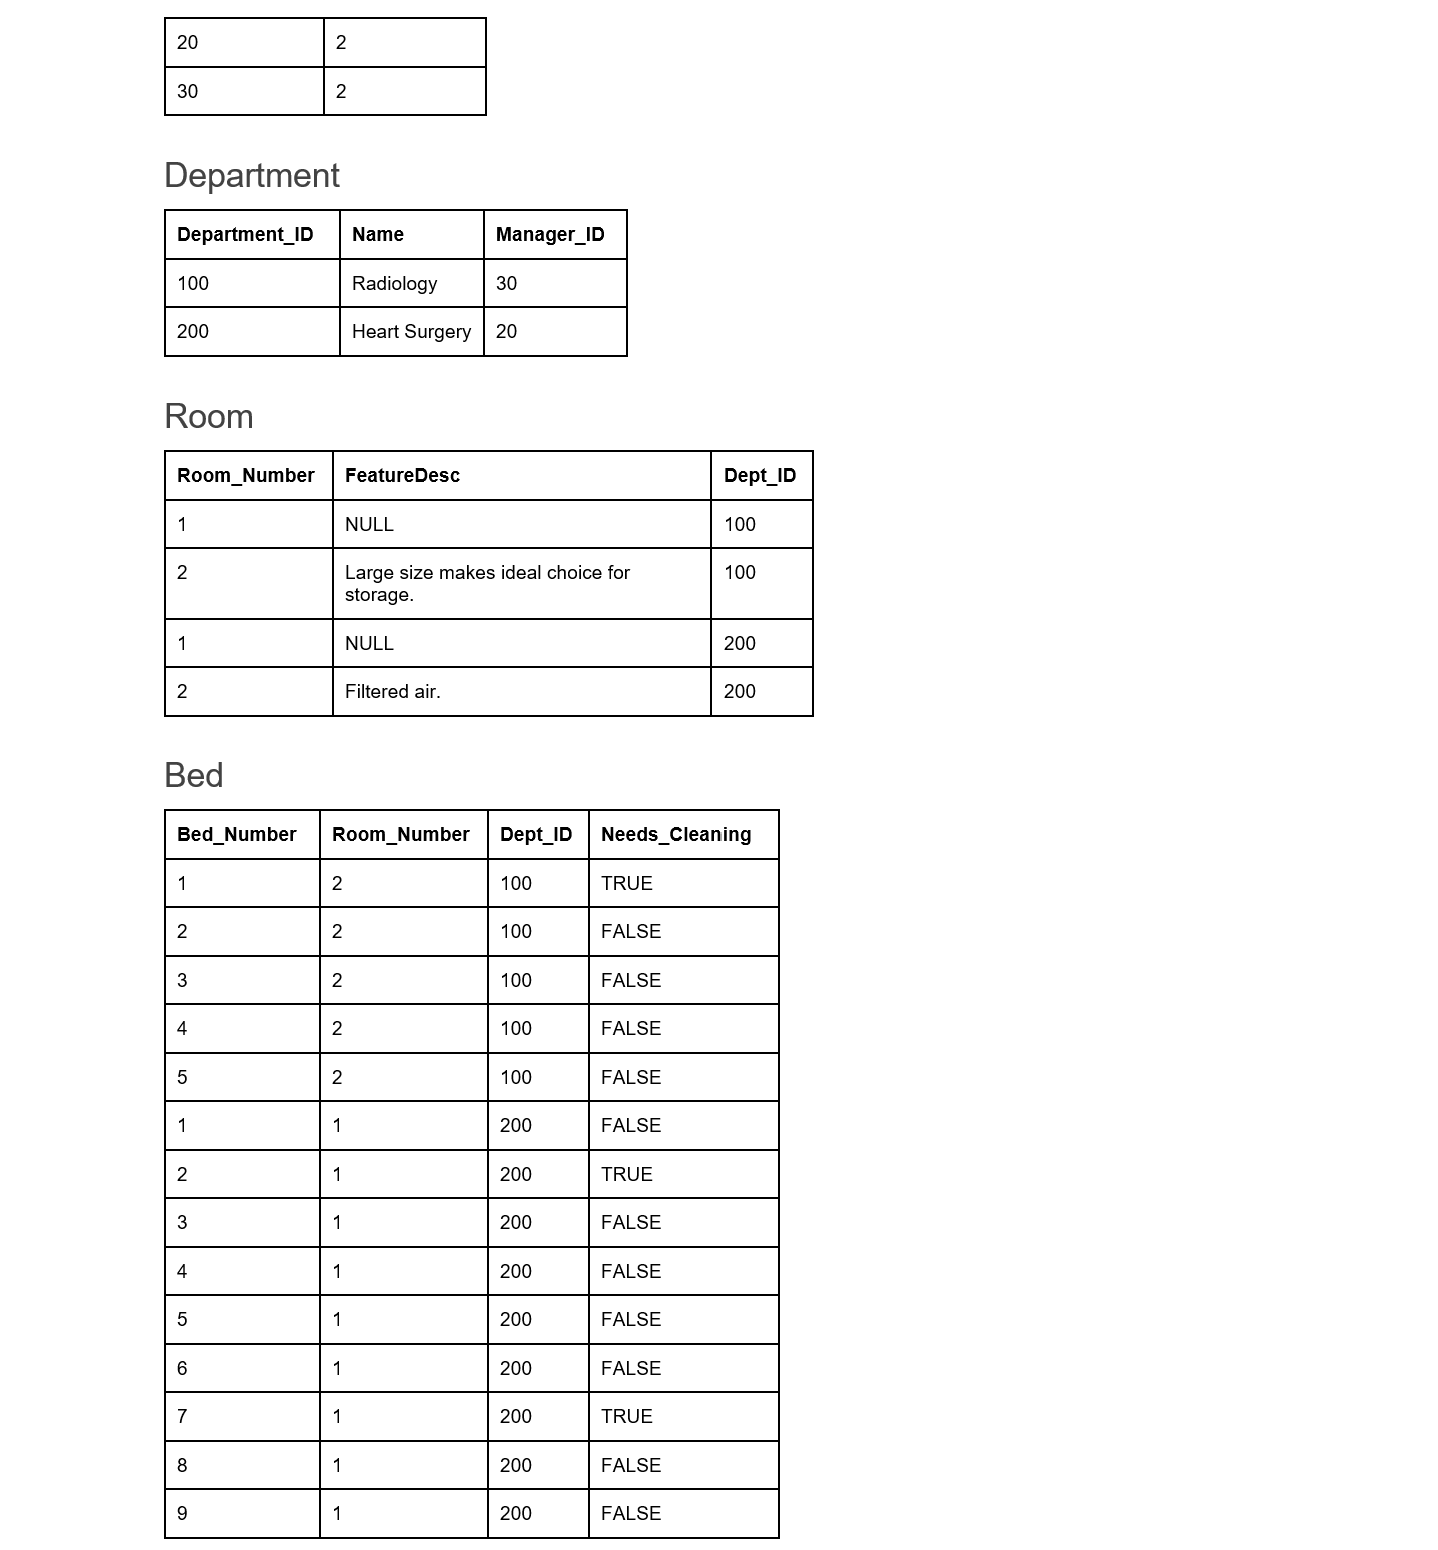 20 2
30 2
Department
Department_ID Name Manager_ID
100 Radiology 30
200 Heart Surgery 20
Room
Room_Number FeatureDesc Dept_ID
1 NULL 100
2 Large size makes ideal choice for 100
storage.
1 NULL 200
2 Filtered air. 200
Bed
Bed_Number Room_Number Dept_ID Needs_Cleaning
1 2 100 TRUE
2 2 100 FALSE
3 2 100 FALSE
4 2 100 FALSE
5 2 100 FALSE
1 1 200 FALSE
2 1 200 TRUE
3 1 200 FALSE
4 1 200 FALSE
5 1 200 FALSE
6 1 200 FALSE
7 1 200 TRUE
8 1 200 FALSE
9 1 200 FALSE